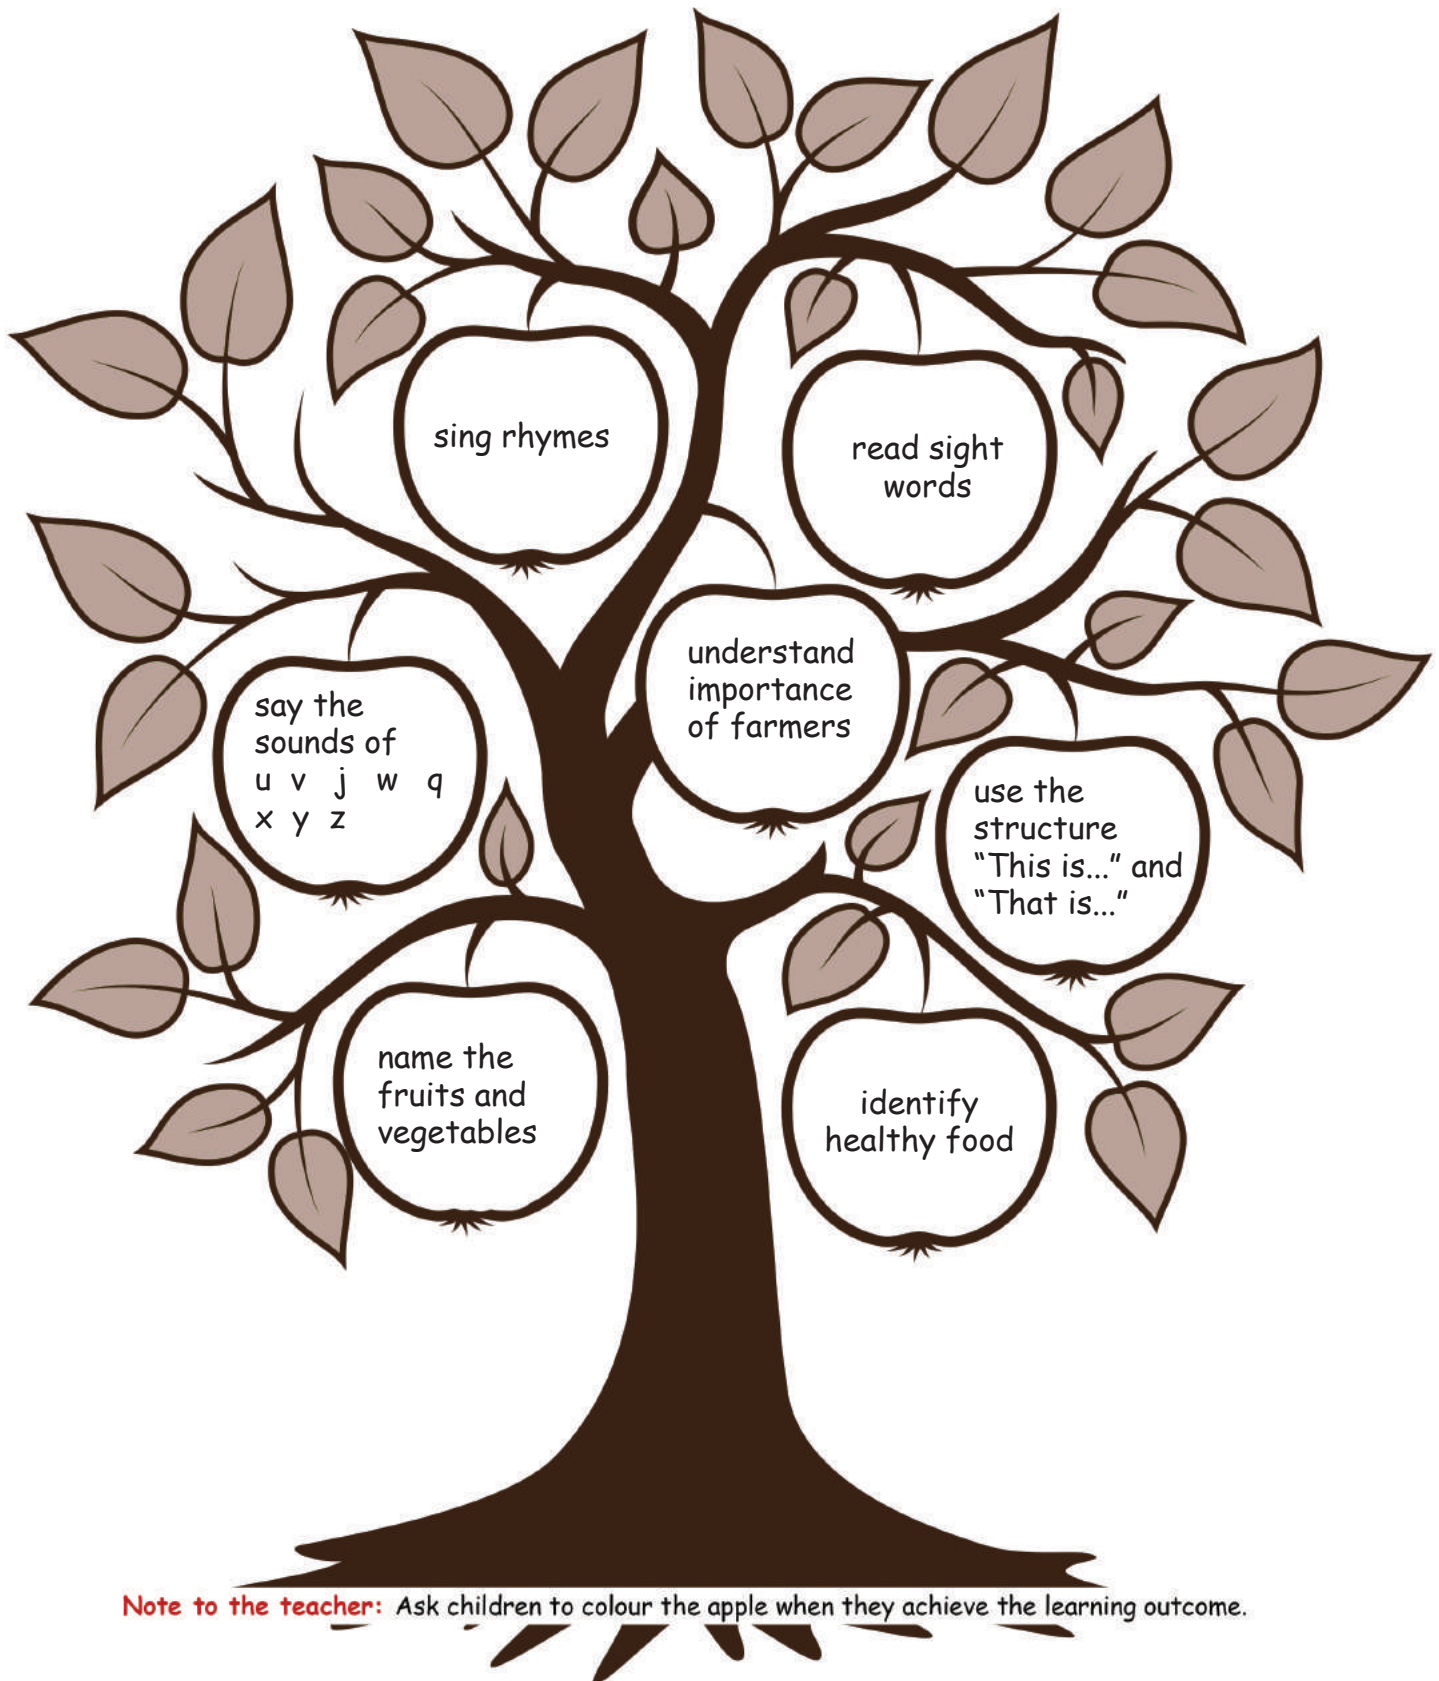 sing rhymes
read sight
words
understand
importance
of farmers
say the
sounds of
u v j w q
x y z
use the
structure
“This is...” and
“That is...”
name the
fruits and
vegetables
identify
healthy food
Note to the teacher: Ask children to colour the apple when they achieve the learning outcome.